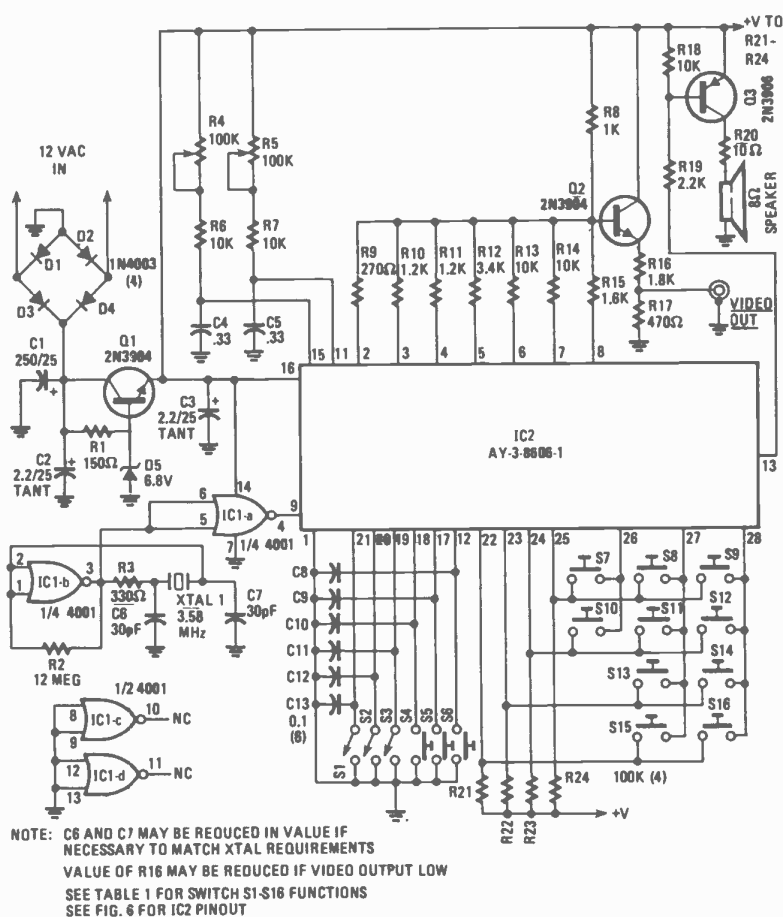 +V TO
R21-
R24
R18
10K
Q3
2N3906
R4
100K
R5
100K
R8
1K
R20
10Ω
12 VAC
IN
R19
2.2K
8Ω
SPEAKER
Q2
2N3904
D1
D2
1N4003
(4)
D3
D4
R6
10K
R7
10K
R9
270Ω
R10
1.2K
R11
1.2K
R12
3.4K
R13
10K
R14
10K
R15
1.6K
R16
1.8K
R17
470Ω
VIDEO
OUT
C4
.33
C5
.33
C1
250/25
+
Q1
2N3904
16
15
11
2
3
4
5
6
7
8
C3
2.2/25
TANT
+
IC2
AY-3-8606-1
13
C2
2.2/25
TANT
+
R1
150Ω
D5
6.8V
14
6
5
IC1-a
4
7
1/4 4001
9
1
21
20
19
18
17
12
22
23
24
25
26
27
28
2
1
IC1-b
3
1/4 4001
R3
330Ω
C6
30pF
XTAL 1
3.58
MHz
C7
30pF
R2
12 MEG
C8
C9
C10
C11
C12
C13
0.1
(6)
S1
S2
S3
S4
S5
S6
S7
S8
S9
S10
S11
S12
S13
S14
S15
S16
1/2 4001
8
9
IC1-c
10
NC
12
13
IC1-d
11
NC
R21
R22
R23
R24
100K (4)
+V
NOTE: C6 AND C7 MAY BE REDUCED IN VALUE IF
NECESSARY TO MATCH XTAL REQUIREMENTS
VALUE OF R16 MAY BE REDUCED IF VIDEO OUTPUT LOW
SEE TABLE 1 FOR SWITCH S1-S16 FUNCTIONS
SEE FIG. 6 FOR IC2 PINOUT